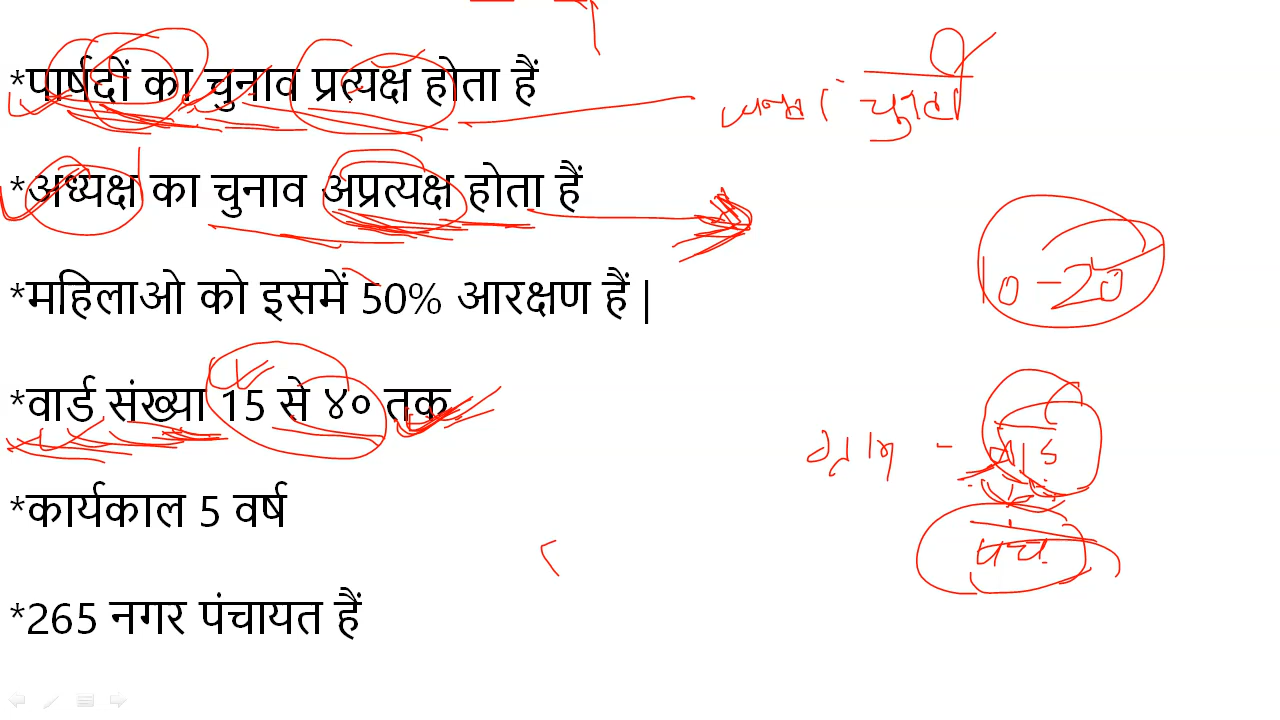 *पार्षदों का चुनाव प्रत्यक्ष होता हैं
चुनाव
*अध्यक्ष का चुनाव अप्रत्यक्ष होता हैं
10-20
*महिलाओ को इसमें 50% आरक्षण हैं |
*वार्ड संख्या 15 से ४० तक
ग्राम - वार्ड
*कार्यकाल 5 वर्ष
पंच
*265 नगर पंचायत हैं